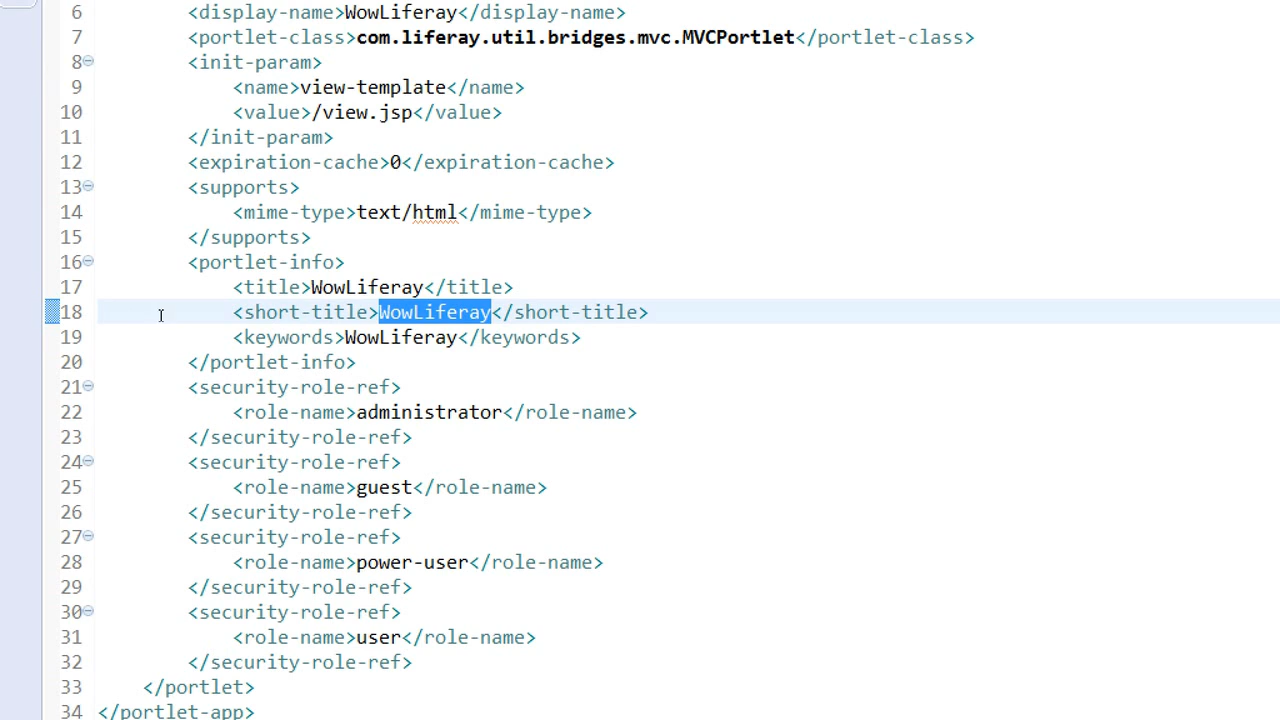 6 <display-name>WowLiferay</display-name>
7 <portlet-class>com.liferay.util.bridges.mvc.MVCPortlet</portlet-class>
8 <init-param>
9 <name>view-template</name>
10 <value>/view.jsp</value>
11 </init-param>
12 <expiration-cache>0</expiration-cache>
13 <supports>
14 <mime-type>text/html</mime-type>
15 </supports>
16 <portlet-info>
17 <title>WowLiferay</title>
18 <short-title>WowLiferay</short-title>
19 <keywords>WowLiferay</keywords>
20 </portlet-info>
21 <security-role-ref>
22 <role-name>administrator</role-name>
23 </security-role-ref>
24 <security-role-ref>
25 <role-name>guest</role-name>
26 </security-role-ref>
27 <security-role-ref>
28 <role-name>power-user</role-name>
29 </security-role-ref>
30 <security-role-ref>
31 <role-name>user</role-name>
32 </security-role-ref>
33 </portlet>
34 </portlet-app>